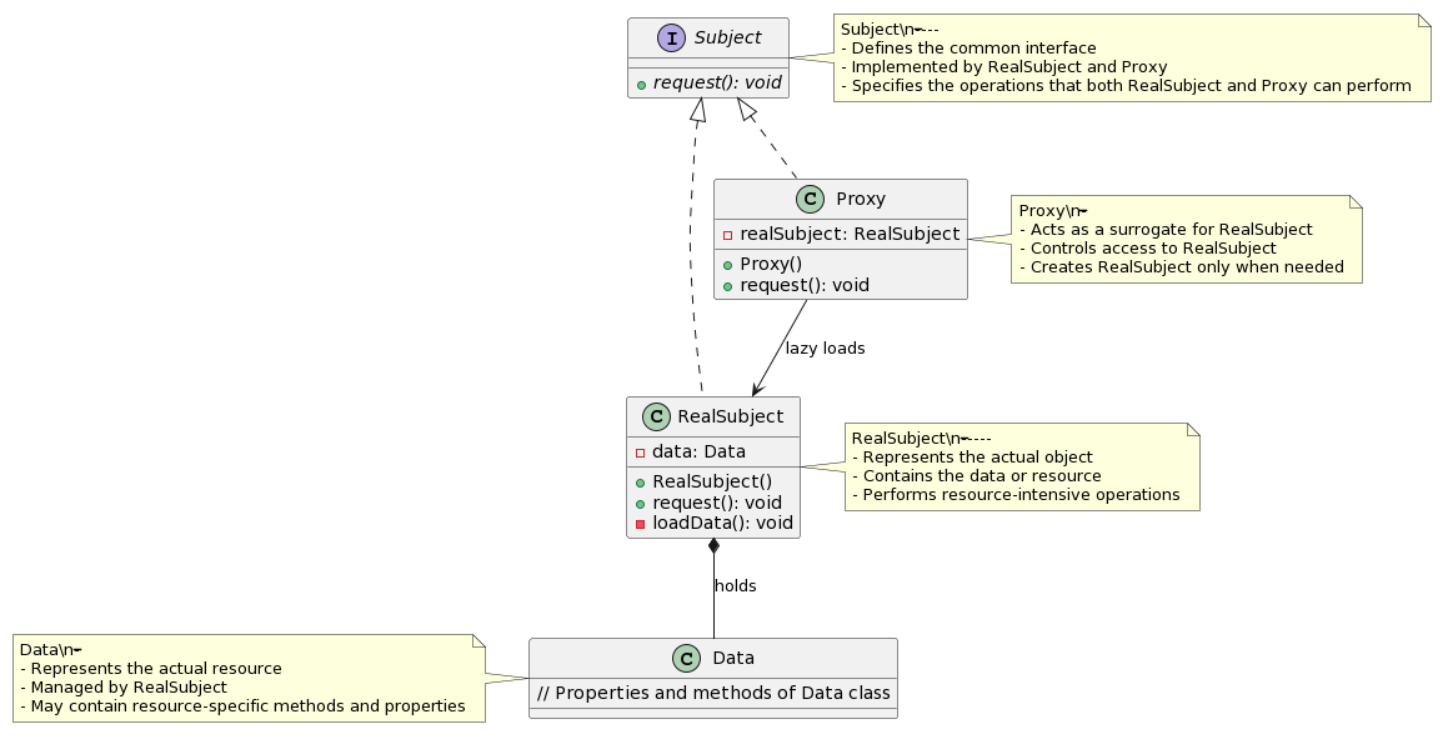 I Subject
+ request(): void
Subject\n----
- Defines the common interface
- Implemented by RealSubject and Proxy
- Specifies the operations that both RealSubject and Proxy can perform
C Proxy
realSubject: RealSubject
Proxy()
request(): void
Proxy\n-
- Acts as a surrogate for RealSubject
- Controls access to RealSubject
- Creates RealSubject only when needed
lazy loads
C RealSubject
data: Data
RealSubject()
request(): void
loadData(): void
RealSubject\n-----
- Represents the actual object
- Contains the data or resource
- Performs resource-intensive operations
holds
Data\n-
- Represents the actual resource
- Managed by RealSubject
- May contain resource-specific methods and properties
C Data
// Properties and methods of Data class